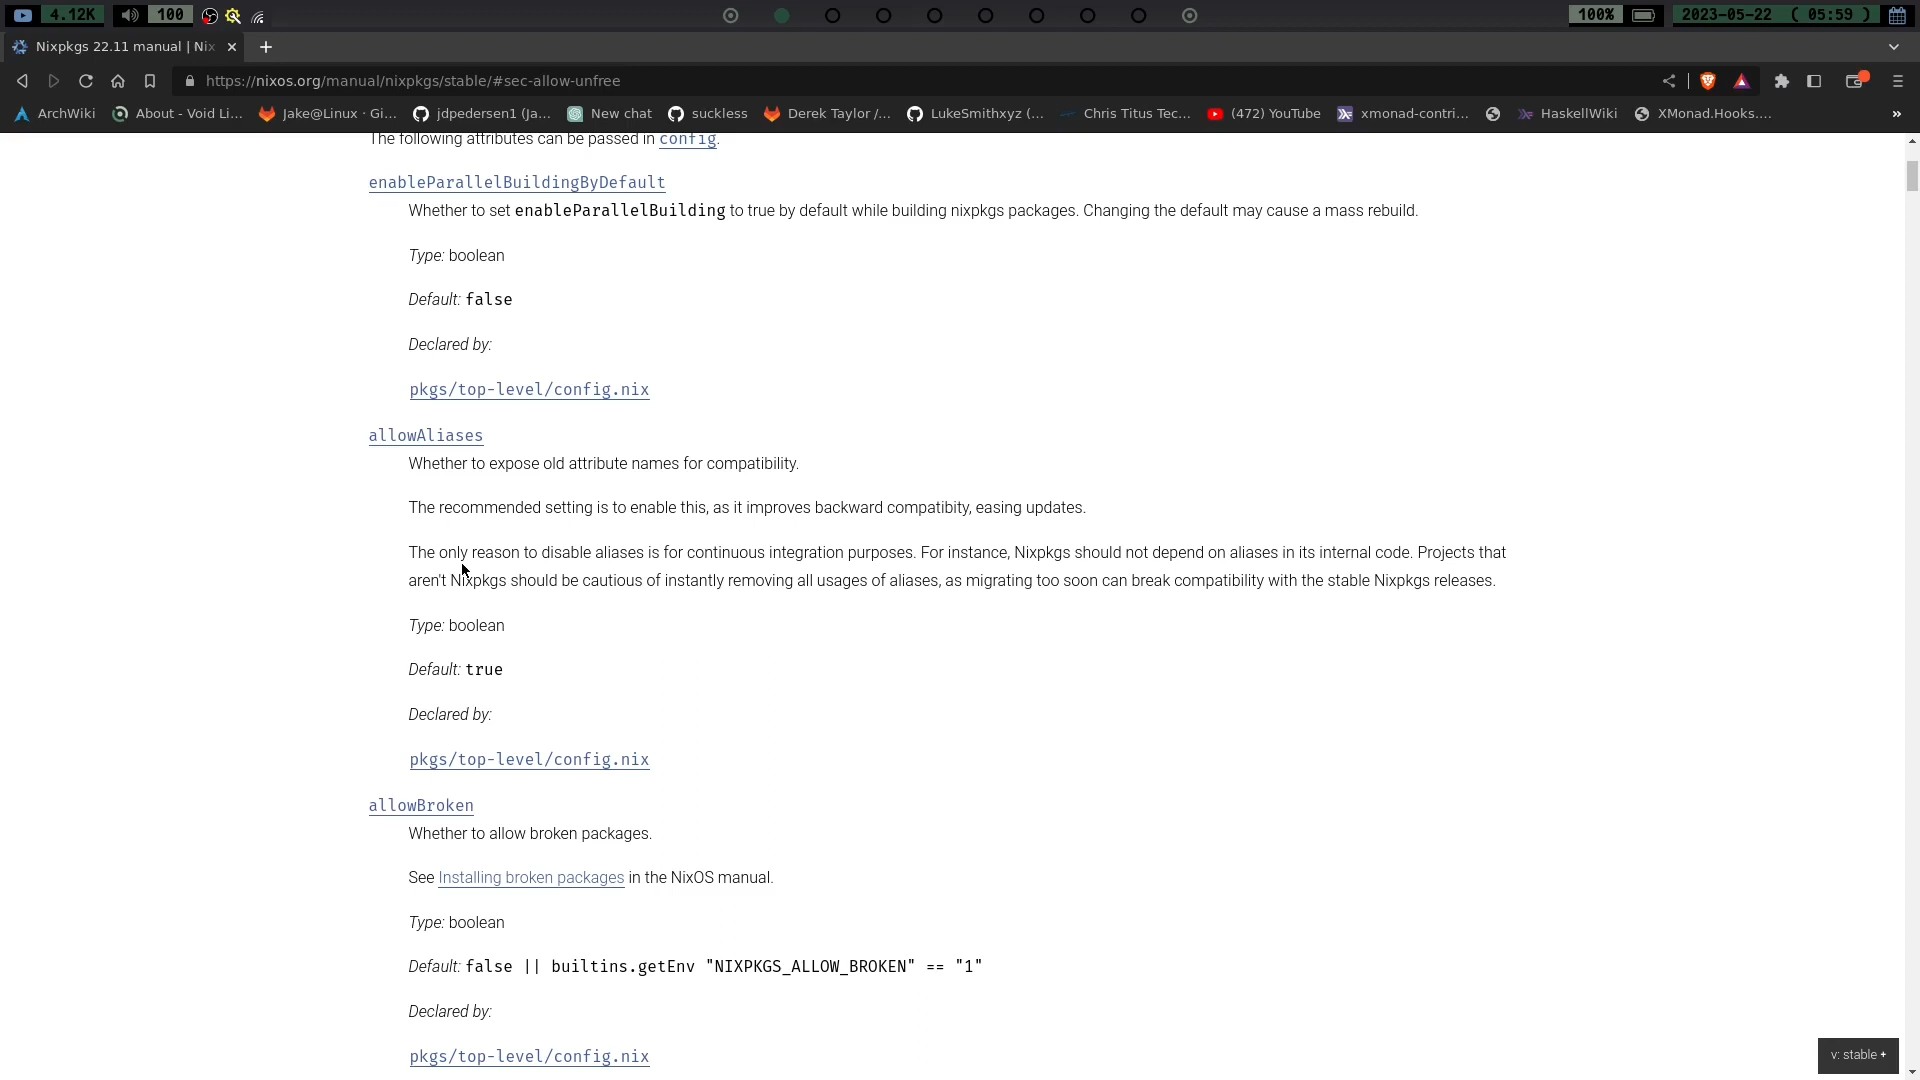 4.12K 100 100% 2023-05-22 ( 05:59 )
Nixpkgs 22.11 manual | Nix
https://nixos.org/manual/nixpkgs/stable/#sec-allow-unfree
ArchWiki About - Void Li... Jake@Linux · Gi... jdpedersen1 (Ja... New chat suckless Derek Taylor /... LukeSmithxyz (... Chris Titus Tec... (472) YouTube xmonad-contri... HaskellWiki XMonad.Hooks.... »
The following attributes can be passed in config.
enableParallelBuildingByDefault
Whether to set enableParallelBuilding to true by default while building nixpkgs packages. Changing the default may cause a mass rebuild.
Type: boolean
Default: false
Declared by:
pkgs/top-level/config.nix
allowAliases
Whether to expose old attribute names for compatibility.
The recommended setting is to enable this, as it improves backward compatibity, easing updates.
The only reason to disable aliases is for continuous integration purposes. For instance, Nixpkgs should not depend on aliases in its internal code. Projects that
aren't Nixpkgs should be cautious of instantly removing all usages of aliases, as migrating too soon can break compatibility with the stable Nixpkgs releases.
Type: boolean
Default: true
Declared by:
pkgs/top-level/config.nix
allowBroken
Whether to allow broken packages.
See Installing broken packages in the NixOS manual.
Type: boolean
Default: false || builtins.getEnv "NIXPKGS_ALLOW_BROKEN" == "1"
Declared by:
pkgs/top-level/config.nix
v: stable +